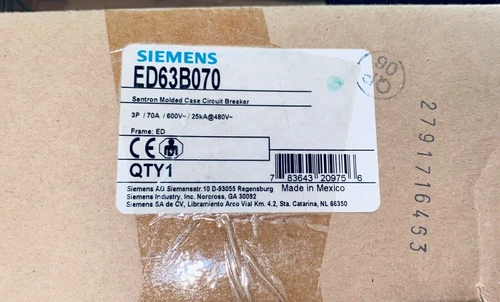 SIEMENS
ED63B070
Sentron Molded Case Circuit Breaker
3P / 70A / 600V~ / 25kA@480V~
Frame: ED
CE
QTY1
7 83643 20975 6
Siemens AG Siemensstr.10 D-93055 Regensburg Made in Mexico
Siemens Industry, Inc. Norcross, GA 30092
Siemens SA de CV, Libramiento Arco Vial Km. 4.2, Sta. Catarina, NL 66350
2791716453